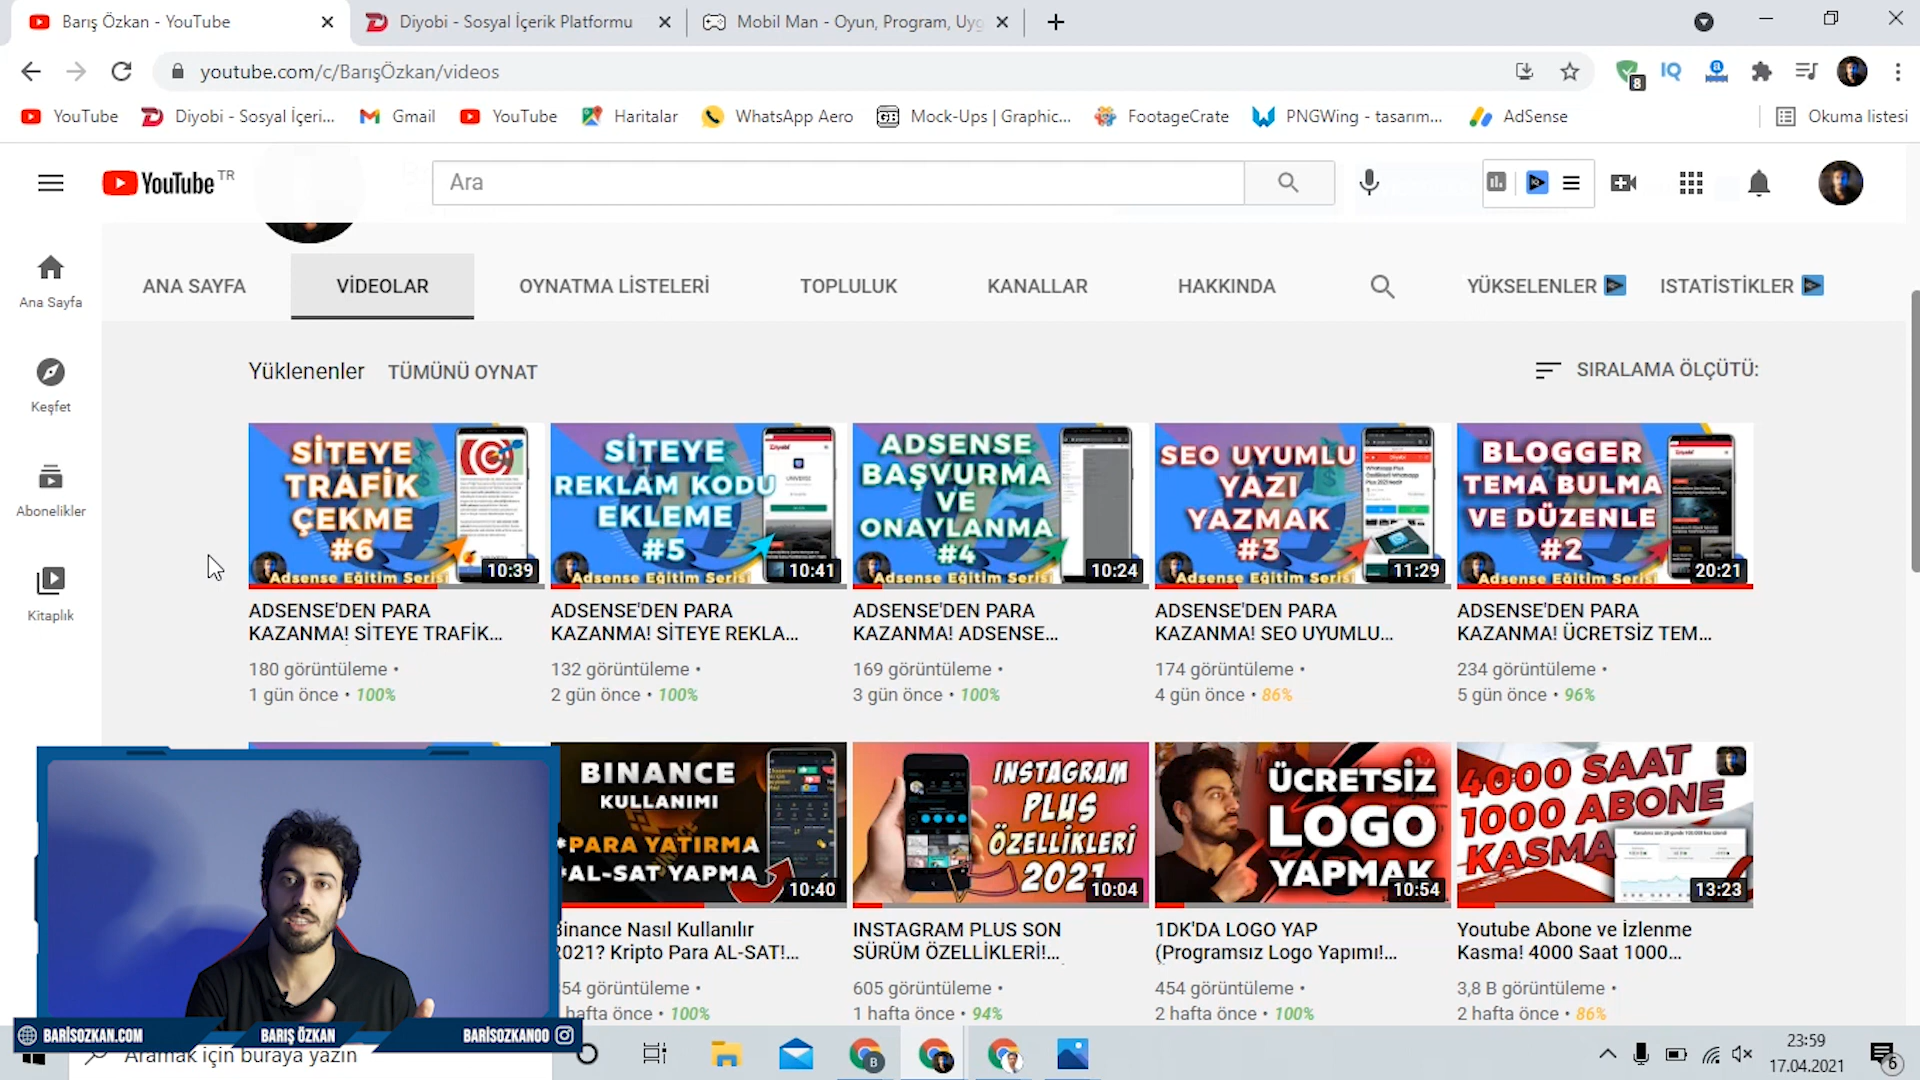 Barış Özkan - YouTube
Diyobi - Sosyal İçerik Platformu
Mobil Man - Oyun, Program, Uyg
youtube.com/c/BarışÖzkan/videos
8
IQ
YouTube
Diyobi - Sosyal İçeri...
Gmail
YouTube
Haritalar
WhatsApp Aero
Mock-Ups | Graphic...
FootageCrate
PNGWing - tasarım...
AdSense
Okuma listesi
YouTube TR
Ara
ANA SAYFA
VİDEOLAR
OYNATMA LİSTELERİ
TOPLULUK
KANALLAR
HAKKINDA
YÜKSELENLER
ISTATİSTİKLER
Ana Sayfa
Keşfet
Abonelikler
Kitaplık
Yüklenenler
TÜMÜNÜ OYNAT
SIRALAMA ÖLÇÜTÜ:
SİTEYE
TRAFİK
ÇEKME
#6
Adsense Eğitim Serisi
10:39
SİTEYE
REKLAM KODU
EKLEME
#5
Adsense Eğitim Serisi
10:41
ADSENSE
BAŞVURMA
VE
ONAYLANMA
#4
Adsense Eğitim Serisi
10:24
SEO UYUMLU
YAZI
YAZMAK
#3
Adsense Eğitim Serisi
11:29
BLOGGER
TEMA BULMA
VE DÜZENLE
#2
Adsense Eğitim Serisi
20:21
ADSENSE'DEN PARA
KAZANMA! SİTEYE TRAFİK...
180 görüntüleme •
1 gün önce • 100%
ADSENSE'DEN PARA
KAZANMA! SİTEYE REKLA...
132 görüntüleme •
2 gün önce • 100%
ADSENSE'DEN PARA
KAZANMA! ADSENSE...
169 görüntüleme •
3 gün önce • 100%
ADSENSE'DEN PARA
KAZANMA! SEO UYUMLU...
174 görüntüleme •
4 gün önce • 86%
ADSENSE'DEN PARA
KAZANMA! ÜCRETSİZ TEM...
234 görüntüleme •
5 gün önce • 96%
BINANCE
KULLANIMI
*PARA YATIRMA
*AL-SAT YAPMA
10:40
INSTAGRAM
PLUS
ÖZELLİKLERİ
2021
10:04
ÜCRETSİZ
LOGO
YAPMAK
10:54
4000 SAAT
1000 ABONE
KASMA
13:23
Binance Nasıl Kullanılır
2021? Kripto Para AL-SAT!...
54 görüntüleme •
hafta önce • 100%
INSTAGRAM PLUS SON
SÜRÜM ÖZELLİKLERİ!...
605 görüntüleme •
1 hafta önce • 94%
1DK'DA LOGO YAP
(Programsız Logo Yapımı!...
454 görüntüleme •
2 hafta önce • 100%
Youtube Abone ve İzlenme
Kasma! 4000 Saat 1000...
3,8 B görüntüleme •
2 hafta önce • 86%
BARİSOZKAN.COM
BARIŞ ÖZKAN
BARİSOZKANOO
Aramak için buraya yazın
B
23:59
17.04.2021
6